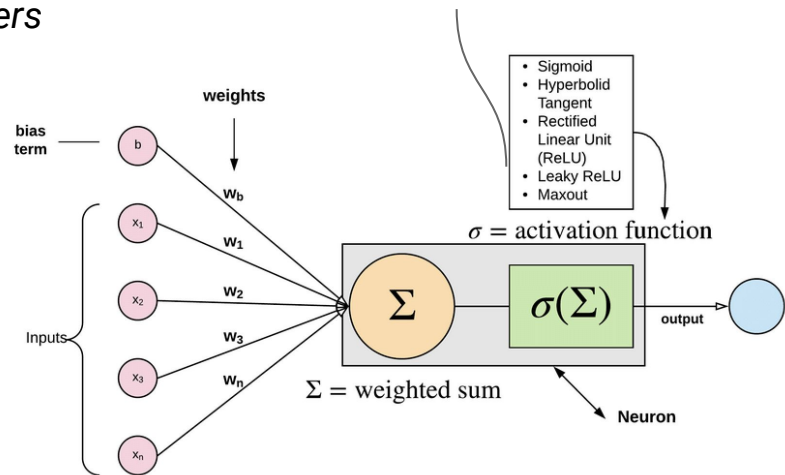 ers
weights
bias
term
b
x1
x2
x3
xn
Inputs
wb
w1
w2
w3
wn
• Sigmoid
• Hyperbolid
Tangent
• Rectified
Linear Unit
(ReLU)
• Leaky ReLU
• Maxout
σ = activation function
Σ
σ(Σ)
output
Σ = weighted sum
Neuron